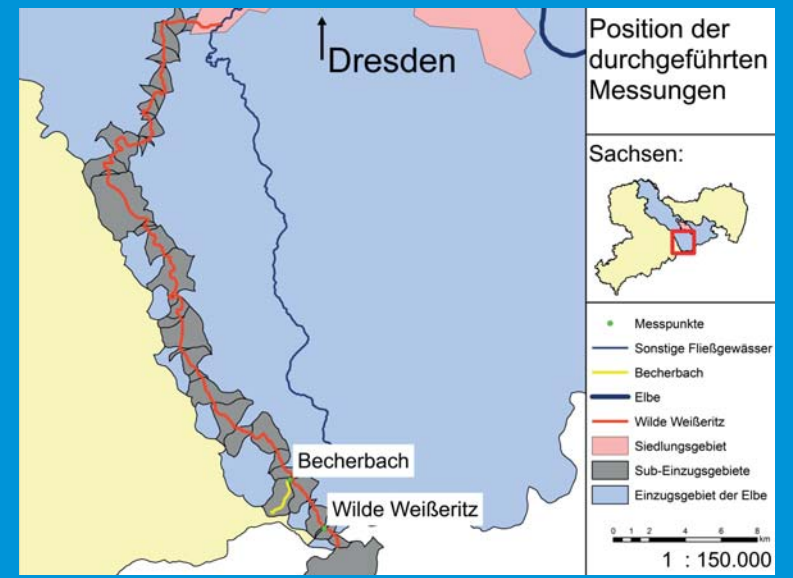 Dresden
Becherbach
Wilde Weißeritz
Position der
durchgeführten
Messungen
Sachsen:
Messpunkte
Sonstige Fließgewässer
Becherbach
Elbe
Wilde Weißeritz
Siedlungsgebiet
Sub-Einzugsgebiete
Einzugsgebiet der Elbe
0 1 2 4 6 8
km
1 : 150.000